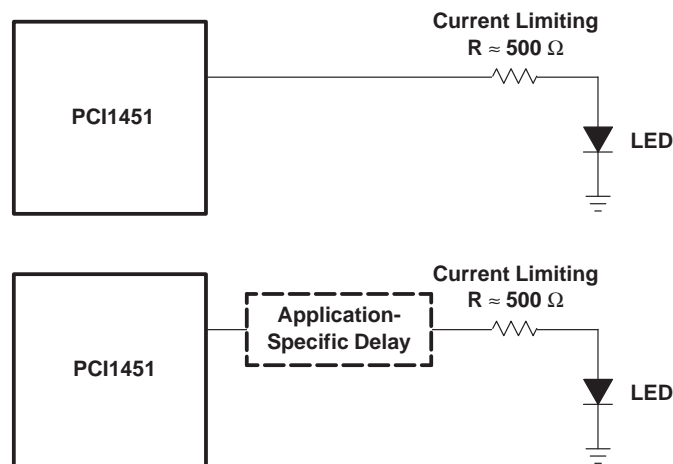 Current Limiting
R ≈ 500 Ω
PCI1451
LED
Current Limiting
R ≈ 500 Ω
Application-
Specific Delay
PCI1451
LED